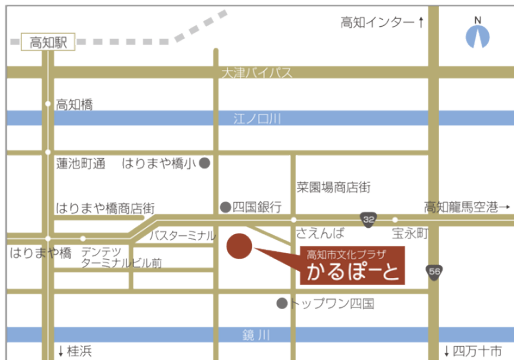 高知インター↑
N
高知駅
大津バイパス
高知橋
江ノ口川
蓮池町通
はりまや橋小
菜園場商店街
はりまや橋商店街
四国銀行
高知龍馬空港→
32
バスターミナル
さえんば
宝永町
はりまや橋
デンテツ
ターミナルビル前
高知市文化プラザ
かるぽーと
56
トップワン四国
鏡川
↓桂浜
↓四万十市